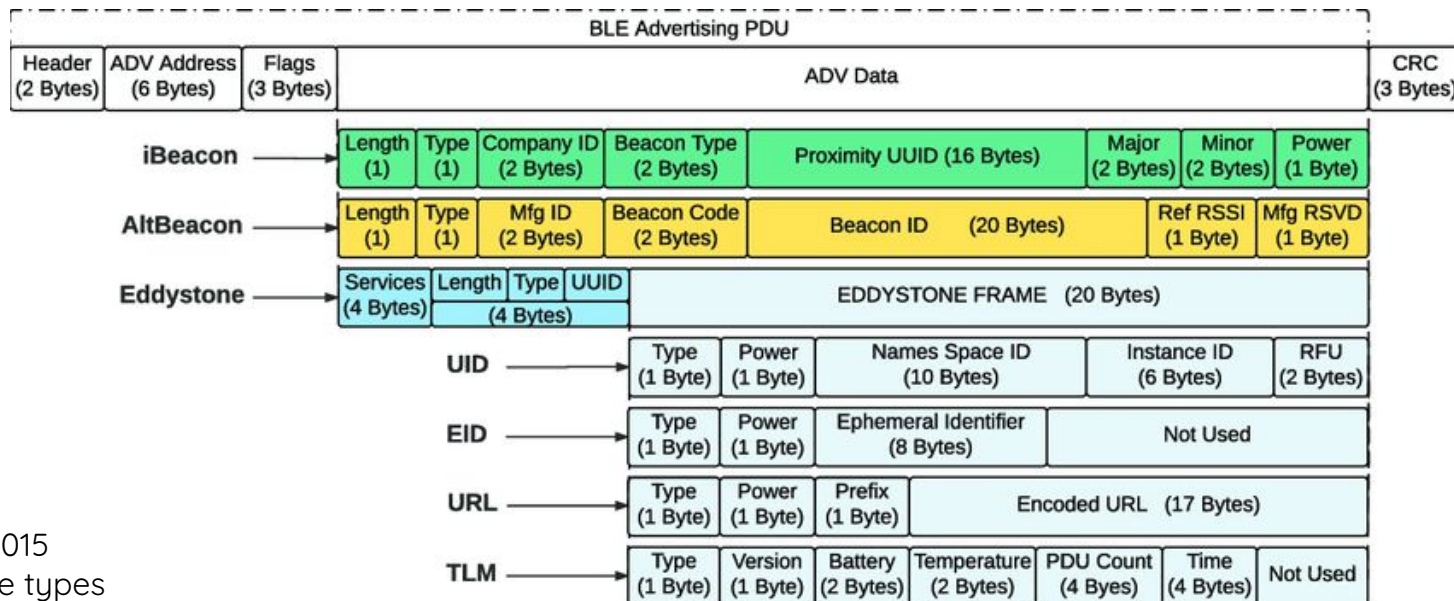 BLE Advertising PDU
Header ADV Address Flags ADV Data CRC
(2 Bytes) (6 Bytes) (3 Bytes) (3 Bytes)
iBeacon Length Type Company ID Beacon Type Proximity UUID (16 Bytes) Major Minor Power
(1) (1) (2 Bytes) (2 Bytes) (2 Bytes) (2 Bytes) (1 Byte)
AltBeacon Length Type Mfg ID Beacon Code Beacon ID (20 Bytes) Ref RSSI Mfg RSVD
(1) (1) (2 Bytes) (2 Bytes) (1 Byte) (1 Byte)
Eddystone Services Length Type UUID EDDYSTONE FRAME (20 Bytes)
(4 Bytes) (4 Bytes)
UID Type Power Names Space ID Instance ID RFU
(1 Byte) (1 Byte) (10 Bytes) (6 Bytes) (2 Bytes)
EID Type Power Ephemeral Identifier Not Used
(1 Byte) (1 Byte) (8 Bytes)
URL Type Power Prefix Encoded URL (17 Bytes)
(1 Byte) (1 Byte) (1 Byte)
015
TLM Type Version Battery Temperature PDU Count Time Not Used
e types (1 Byte) (1 Byte) (2 Bytes) (2 Bytes) (4 Byes) (4 Bytes)